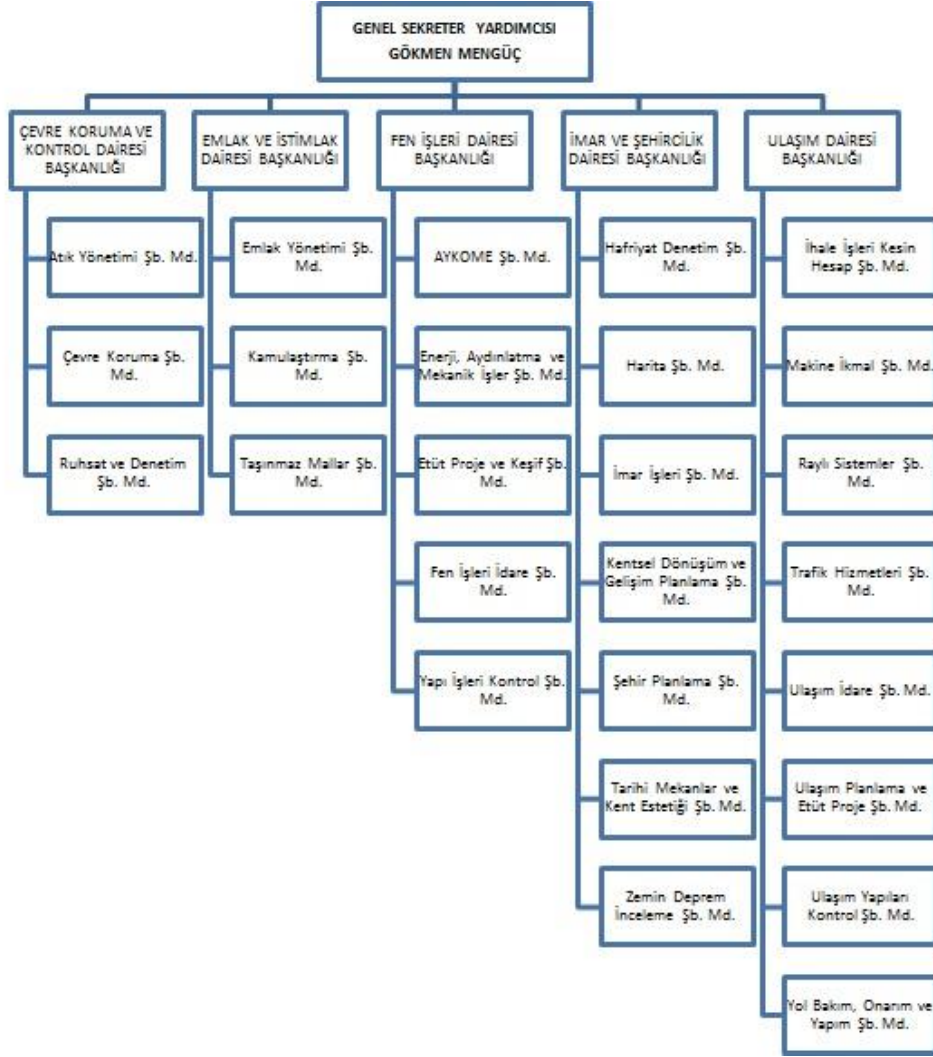 GENEL SEKRETER YARDIMCISI
GÖKMEN MENGÜÇ
ÇEVRE KORUMA VE
KONTROL DAİRESİ
BAŞKANLIĞI
EMLAK VE İSTİMLAK
DAİRESİ BAŞKANLIĞI
FEN İŞLERİ DAİRESİ
BAŞKANLIĞI
İMAR VE ŞEHİRCİLİK
DAİRESİ BAŞKANLIĞI
ULAŞIM DAİRESİ
BAŞKANLIĞI
Atık Yönetimi Şb. Md.
Çevre Koruma Şb.
Md.
Ruhsat ve Denetim
Şb. Md.
Emlak Yönetimi Şb.
Md.
Kamulaştırma Şb.
Md.
Taşınmaz Mallar Şb.
Md.
AYKOME Şb. Md.
Enerji, Aydınlatma ve
Mekanik İşler Şb. Md.
Etüt Proje ve Keşif Şb.
Md.
Fen İşleri İdare Şb.
Md.
Yapı İşleri Kontrol Şb.
Md.
Hafriyat Denetim Şb.
Md.
Harita Şb. Md.
İmar İşleri Şb. Md.
Kentsel Dönüşüm ve
Gelişim Planlama Şb.
Md.
Şehir Planlama Şb.
Md.
Tarihi Mekanlar ve
Kent Estetiği Şb. Md.
Zemin Deprem
İnceleme Şb. Md.
İhale İşleri Kesin
Hesap Şb. Md.
Makine İkmal Şb. Md.
Raylı Sistemler Şb.
Md.
Trafik Hizmetleri Şb.
Md.
Ulaşım İdare Şb. Md.
Ulaşım Planlama ve
Etüt Proje Şb. Md.
Ulaşım Yapıları
Kontrol Şb. Md.
Yol Bakım, Onarım ve
Yapım Şb. Md.